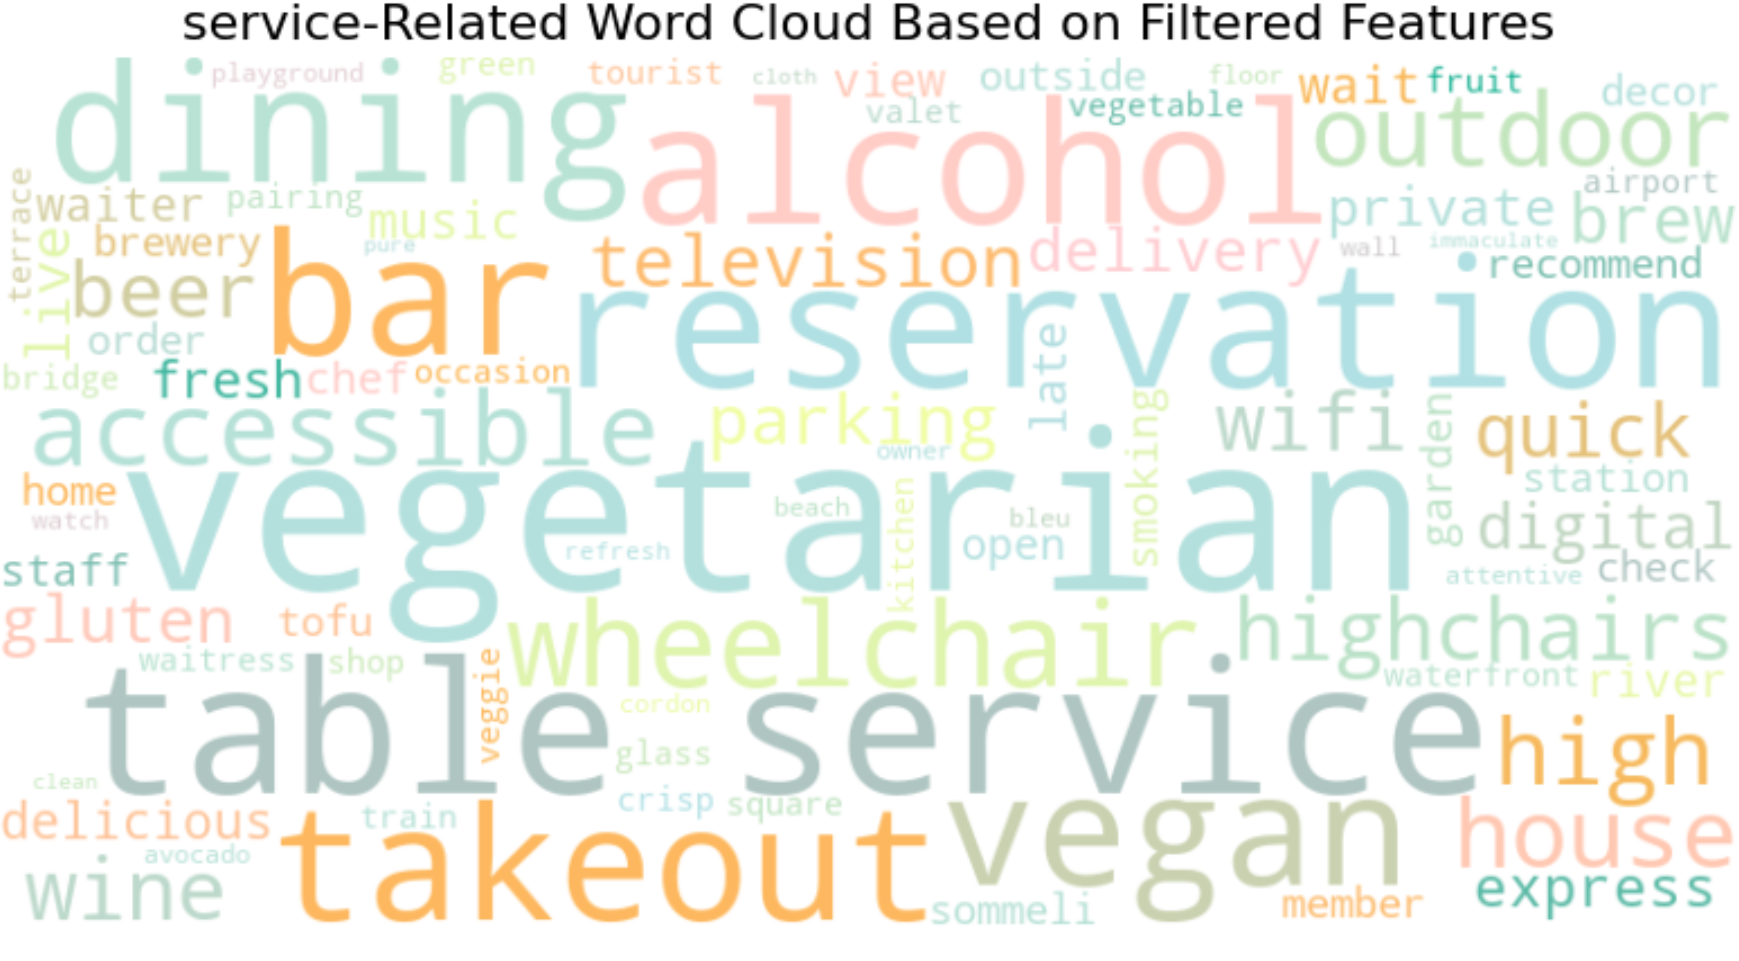 service-Related Word Cloud Based on Filtered Features
playground
green
tourist
cloth
view
outside
floor
wait
fruit
decor
dining
alcohol
valet
vegetable
outdoor
terrace
waiter
pairing
music
airport
private
brew
live
brewery
pure
television
delivery
wall
immaculate
recommend
beer
bar
reservation
order
late
bridge
fresh
chef
occasion
accessible
parking
smoking
wifi
garden
quick
owner
home
watch
vegetarian
beach
kitchen
bleu
open
refresh
station
digital
staff
attentive
check
gluten
tofu
wheelchair
highchairs
waitress
shop
veggie
waterfront
river
table service
cordon
glass
high
clean
crisp
square
delicious
train
takeout
vegan
house
avocado
wine
sommeli
member
express